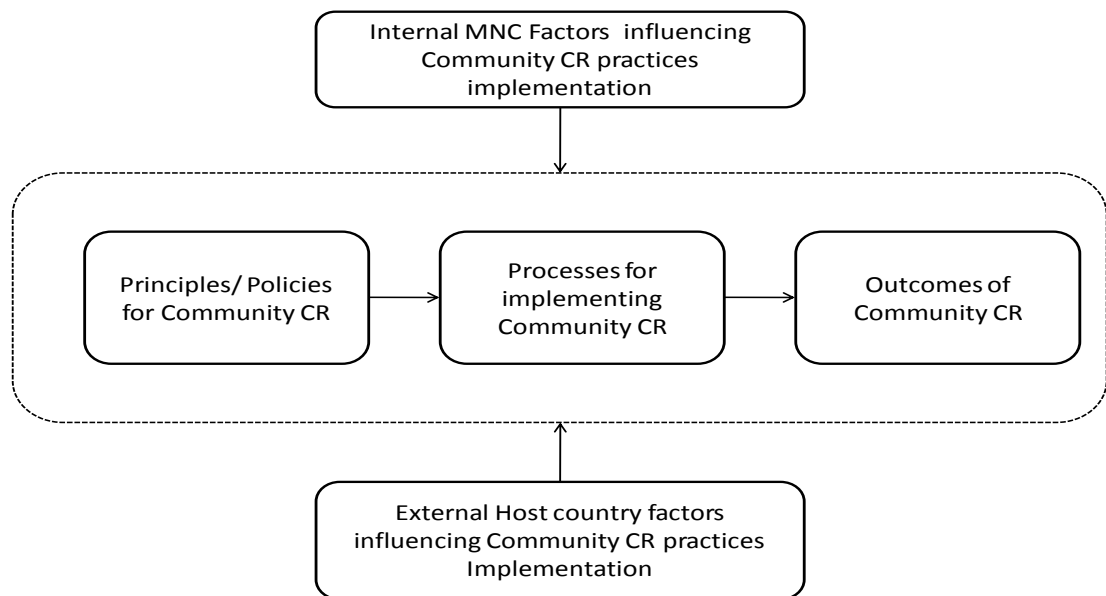 Internal MNC Factors influencing
Community CR practices
implementation
Principles/ Policies
for Community CR
Processes for
implementing
Community CR
Outcomes of
Community CR
External Host country factors
influencing Community CR practices
Implementation